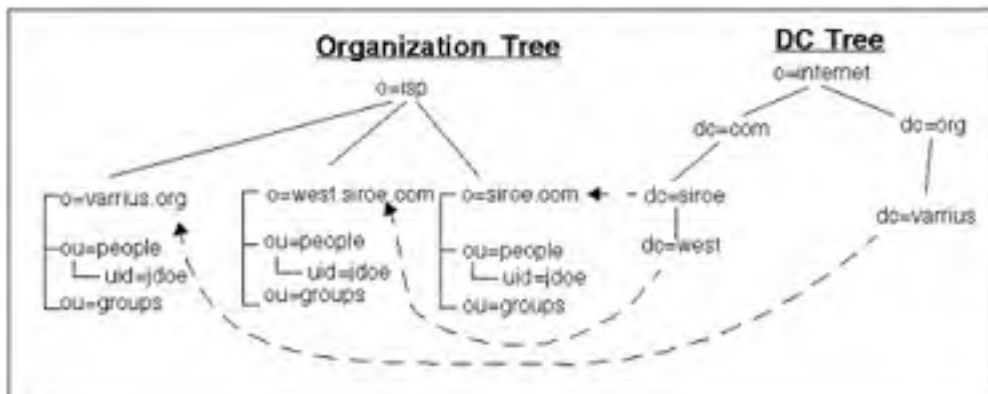 Organization Tree
DC Tree
o=isp
o=internet
dc=com
dc=org
o=varrius.org
o=west.siroe.com
o=siroe.com
dc=siroe
dc=varrius
dc=west
ou=people
ou=people
ou=people
uid=jdoe
uid=jdoe
uid=jdoe
ou=groups
ou=groups
ou=groups